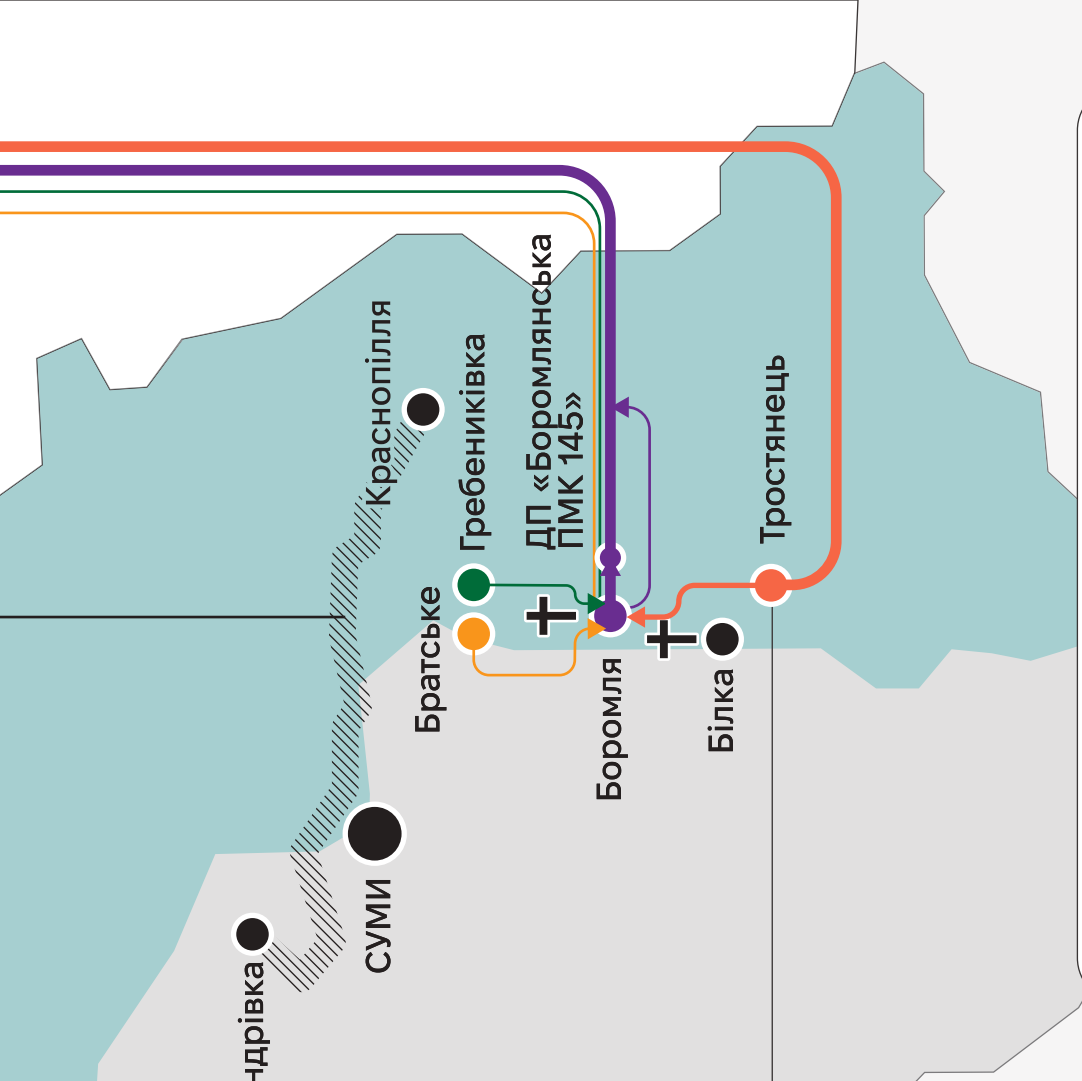 Краснопілля
Гребениківка
ДП «Боромлянська
ПМК 145»
Тростянець
Братське
Боромля
Білка
СУМИ
ндрівка